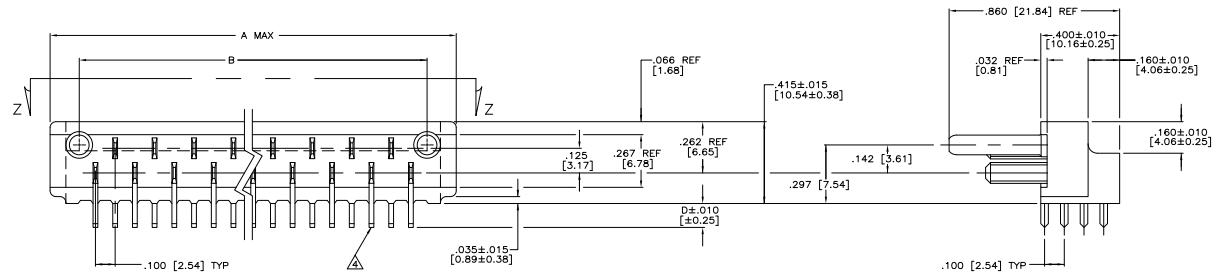 .860 [21.84] REF
A MAX
.400±.010
[10.16±0.25]
B
.066 REF
[1.68]
.032 REF
[0.81]
.160±.010
[4.06±0.25]
.415±.015
[10.54±0.38]
Z
Z
.160±.010
[4.06±0.25]
.262 REF
[6.65]
.125
[3.17]
.267 REF
[6.78]
.142 [3.61]
.297 [7.54]
D±.010
[±0.25]
.035±.015
[0.89±0.38]
4
.100 [2.54] TYP
.100 [2.54] TYP